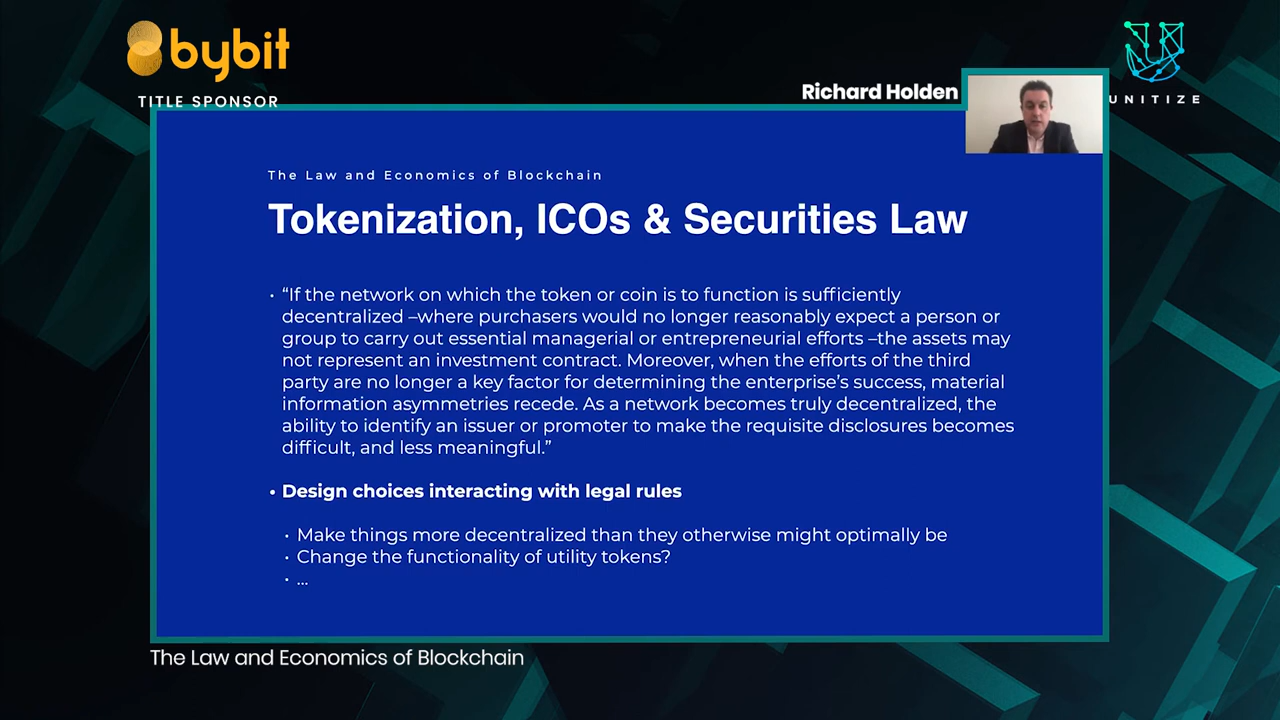 bybit
TITLE SPONSOR
Richard Holden
UNITIZE
The Law and Economics of Blockchain
Tokenization, ICOs & Securities Law
• “If the network on which the token or coin is to function is sufficiently
decentralized –where purchasers would no longer reasonably expect a person or
group to carry out essential managerial or entrepreneurial efforts –the assets may
not represent an investment contract. Moreover, when the efforts of the third
party are no longer a key factor for determining the enterprise’s success, material
information asymmetries recede. As a network becomes truly decentralized, the
ability to identify an issuer or promoter to make the requisite disclosures becomes
difficult, and less meaningful.”
• Design choices interacting with legal rules
• Make things more decentralized than they otherwise might optimally be
• Change the functionality of utility tokens?
• ...
The Law and Economics of Blockchain